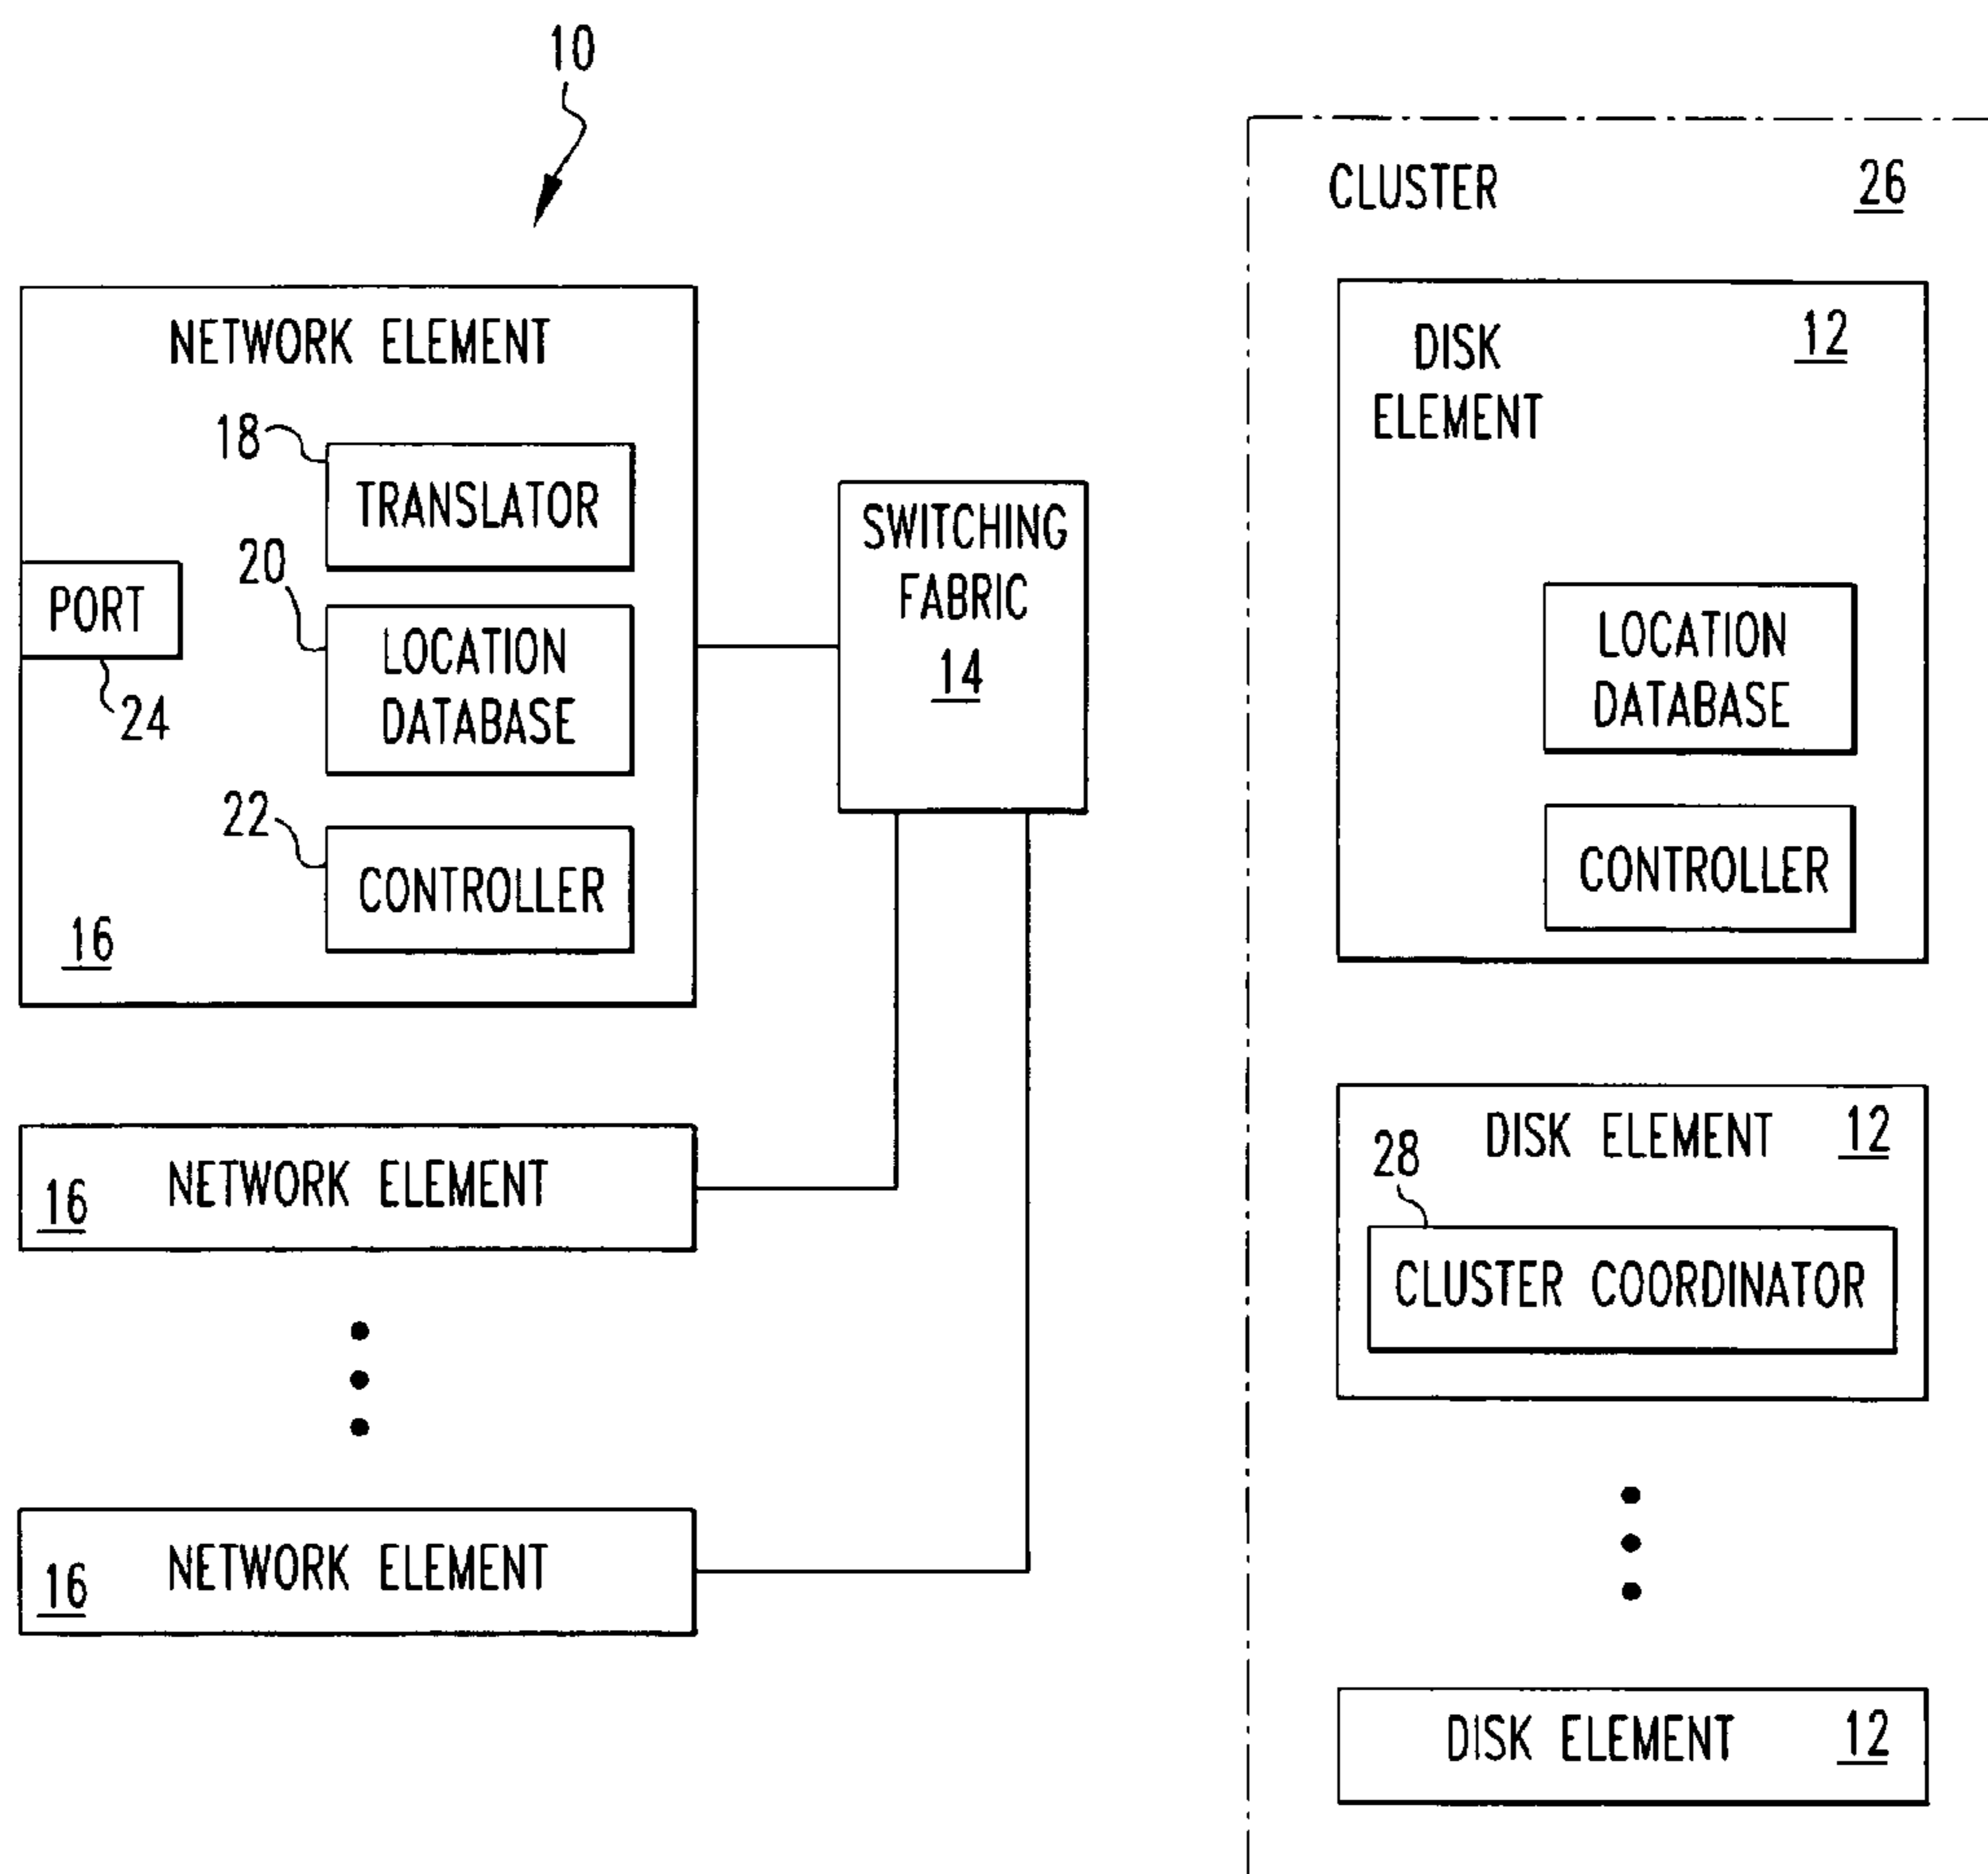 10
NETWORK ELEMENT
18
TRANSLATOR
20
LOCATION
DATABASE
PORT
24
22
CONTROLLER
16
SWITCHING
FABRIC
14
16
NETWORK ELEMENT
16
NETWORK ELEMENT
CLUSTER
26
DISK
ELEMENT
12
LOCATION
DATABASE
CONTROLLER
DISK ELEMENT
12
28
CLUSTER COORDINATOR
DISK ELEMENT
12